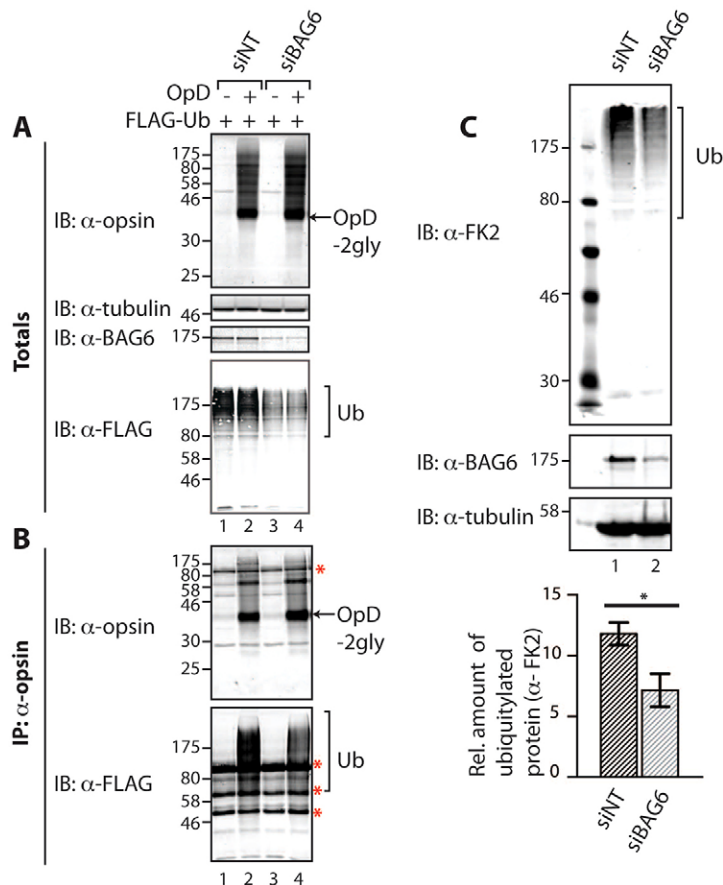 siNT siBAG6
OpD - + - +
FLAG-Ub + + + +
A
Totals
175
80
58
46
30
25
IB: α-opsin
OpD
-2gly
IB: α-tubulin
46
IB: α-BAG6
175
IB: α-FLAG
175
80
58
46
Ub
1 2 3 4
B
IP: α-opsin
175
80
58
46
30
25
IB: α-opsin
*
OpD
-2gly
IB: α-FLAG
175
80
58
46
Ub
*
*
*
1 2 3 4
C
siNT siBAG6
IB: α-FK2
175
80
46
30
Ub
IB: α-BAG6
175
IB: α-tubulin
58
1 2
Rel. amount of
ubiquitylated
protein (α- FK2)
15
10
5
0
*
siNT
siBAG6